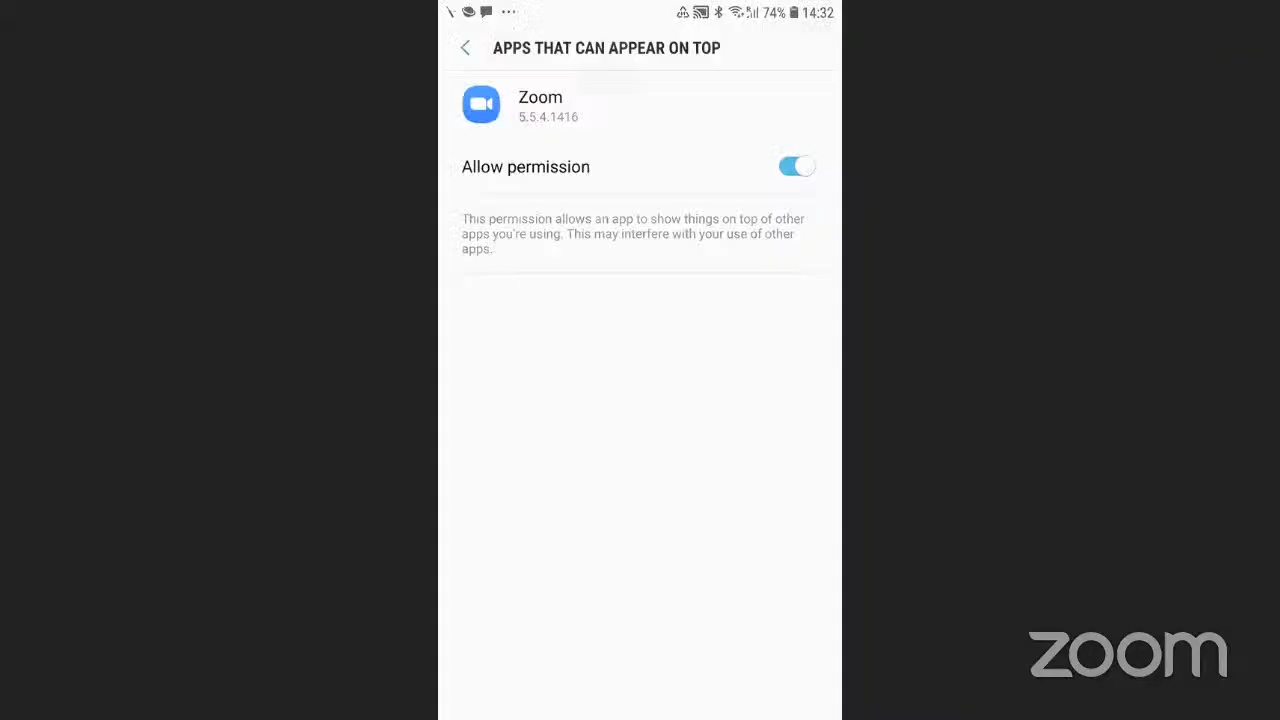 74% 14:32
APPS THAT CAN APPEAR ON TOP
Zoom
5.5.4.1416
Allow permission
This permission allows an app to show things on top of other
apps you're using. This may interfere with your use of other
apps.
zoom